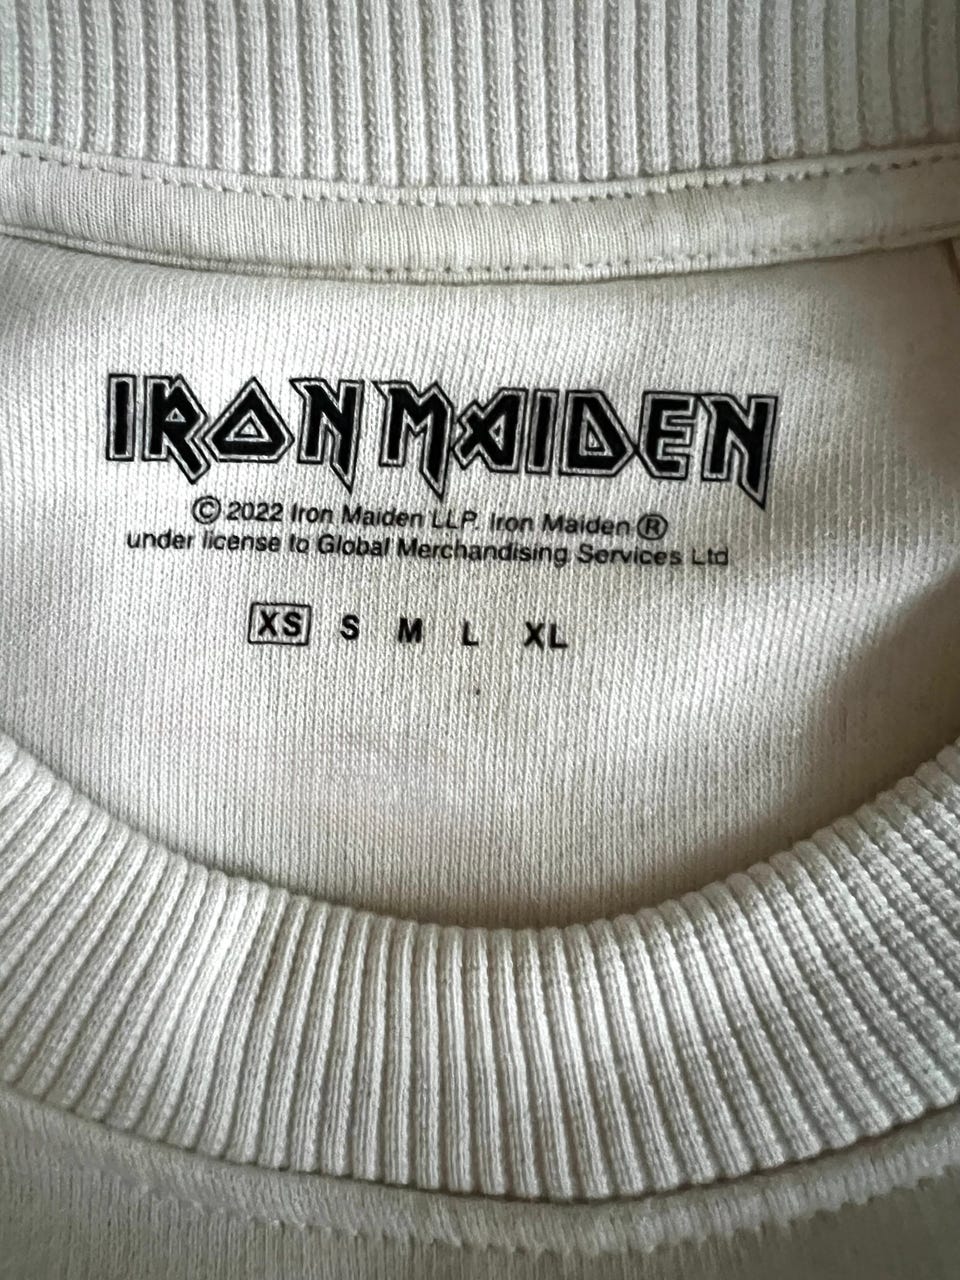 IRON MAIDEN
© 2022 Iron Maiden LLP. Iron Maiden ®
under license to Global Merchandising Services Ltd
XS S M L XL